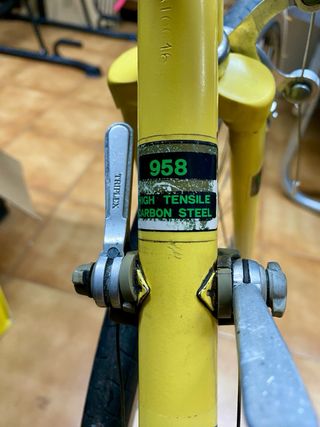 958
HIGH TENSILE
CARBON STEEL
TRIPLEX